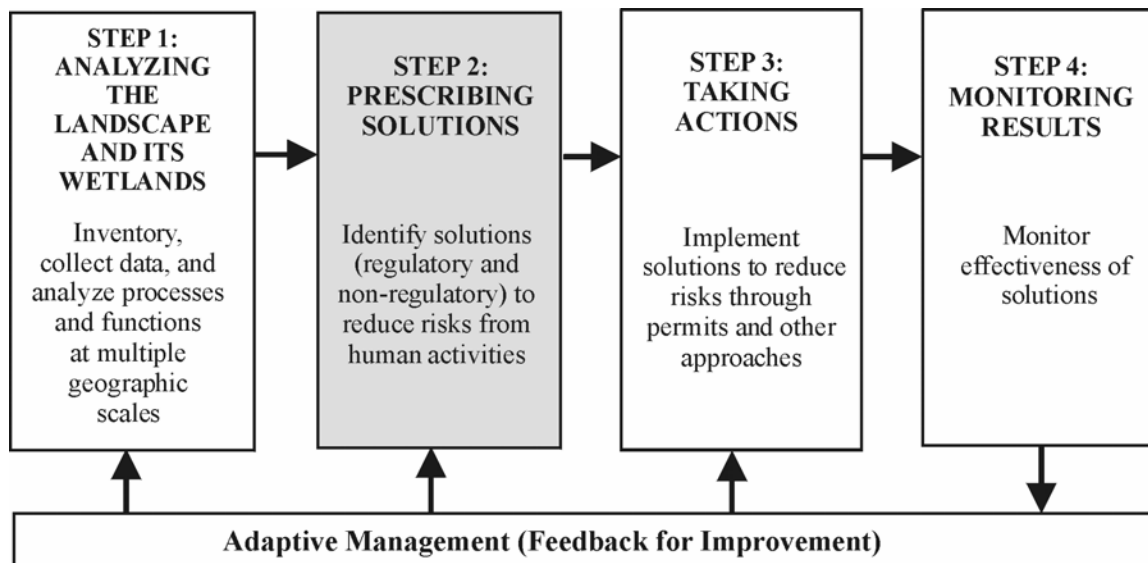 STEP 1:
ANALYZING
THE
LANDSCAPE
AND ITS
WETLANDS
Inventory,
collect data, and
analyze processes
and functions
at multiple
geographic
scales
STEP 2:
PRESCRIBING
SOLUTIONS
Identify solutions
(regulatory and
non-regulatory) to
reduce risks from
human activities
STEP 3:
TAKING
ACTIONS
Implement
solutions to reduce
risks through
permits and other
approaches
STEP 4:
MONITORING
RESULTS
Monitor
effectiveness of
solutions
Adaptive Management (Feedback for Improvement)